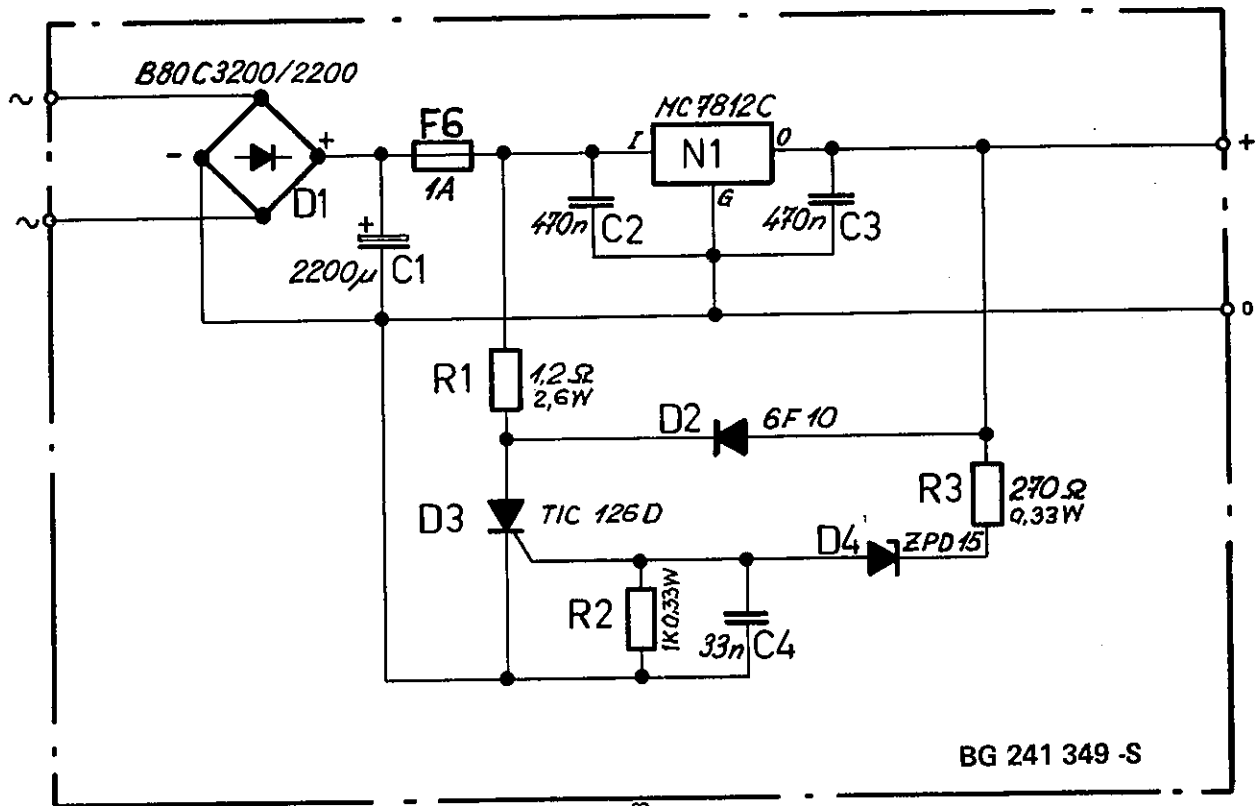 B80C3200/2200
~
~
-
+
D1
F6
1A
MC7812C
I
N1
O
G
+
470n
C2
470n
C3
+
2200µ
C1
0
R1
1,2Ω
2,6W
D2
6F10
D3
TIC 126D
R3
270Ω
0,33W
D4
ZPD15
R2
1K0.33W
33n
C4
BG 241 349 -S